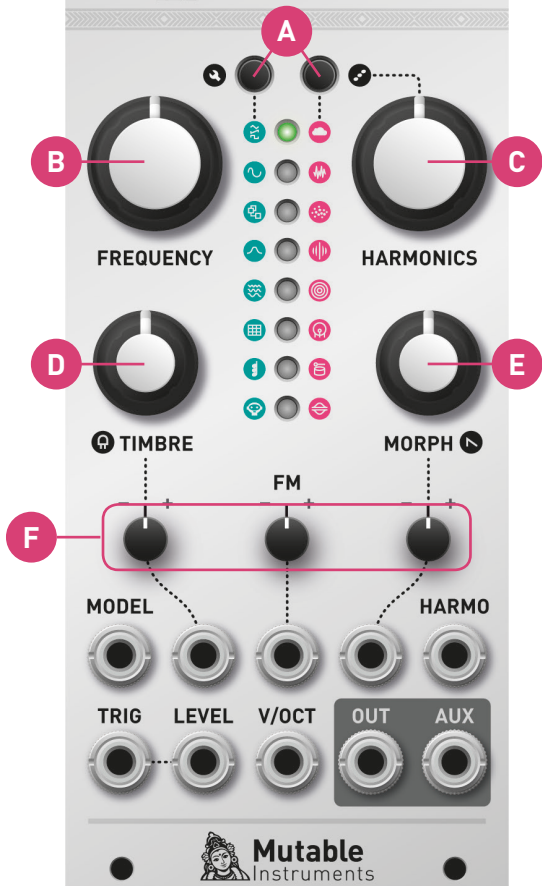 A
B
C
FREQUENCY
HARMONICS
D
E
TIMBRE
MORPH
FM
− + − + − +
F
MODEL
HARMO
TRIG
LEVEL
V/OCT
OUT
AUX
Mutable
Instruments